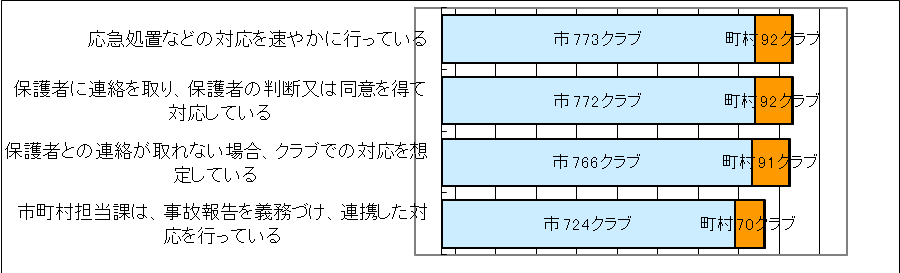 応急処置などの対応を速やかに行っている
市773クラブ
町村92クラブ
保護者に連絡を取り、保護者の判断又は同意を得て
対応している
市772クラブ
町村92クラブ
保護者との連絡が取れない場合、クラブでの対応を想
定している
市766クラブ
町村91クラブ
市町村担当課は、事故報告を義務づけ、連携した対
応を行っている
市724クラブ
町村70クラブ